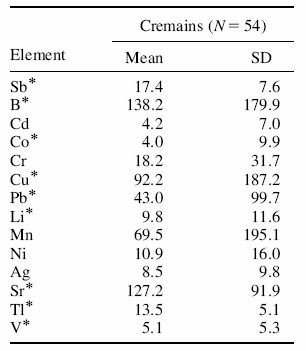 Cremains (N = 54)
Element Mean SD
Sb* 17.4 7.6
B* 138.2 179.9
Cd 4.2 7.0
Co* 4.0 9.9
Cr 18.2 31.7
Cu* 92.2 187.2
Pb* 43.0 99.7
Li* 9.8 11.6
Mn 69.5 195.1
Ni 10.9 16.0
Ag 8.5 9.8
Sr* 127.2 91.9
Tl* 13.5 5.1
V* 5.1 5.3